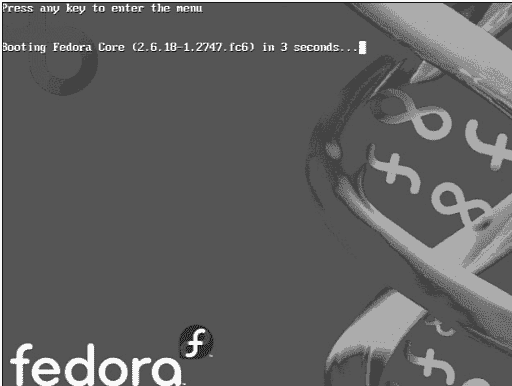 Press any key to enter the menu
Booting Fedora Core (2.6.18-1.2747.fc6) in 3 seconds...
fedora